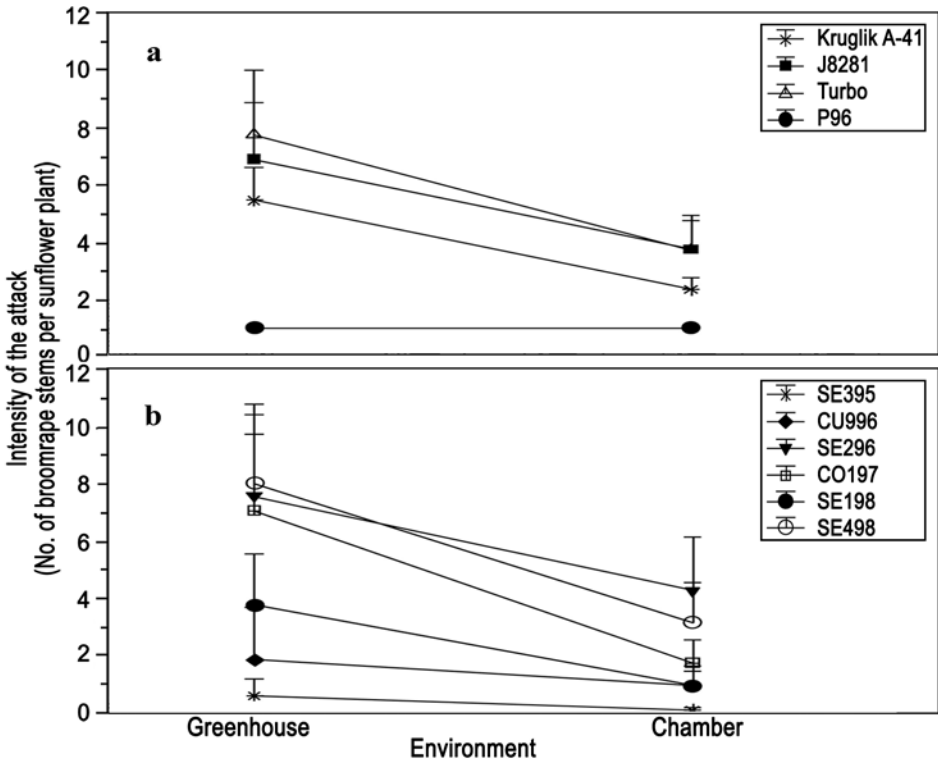 Intensity of the attack
(No. of broomrape stems per sunflower plant)
12
10
8
6
4
2
0
a
Kruglik A-41
J8281
Turbo
P96
12
10
8
6
4
2
0
b
SE395
CU996
SE296
CO197
SE198
SE498
Greenhouse
Chamber
Environment